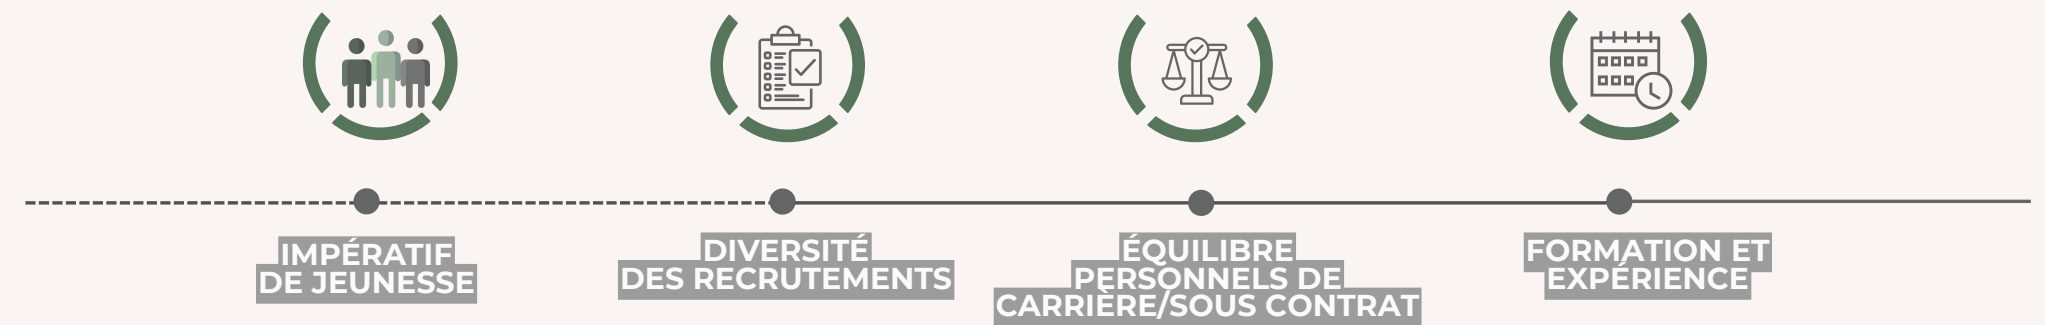 IMPÉRATIF
DE JEUNESSE
DIVERSITÉ
DES RECRUTEMENTS
ÉQUILIBRE
PERSONNELS DE
CARRIÈRE/SOUS CONTRAT
FORMATION ET
EXPÉRIENCE